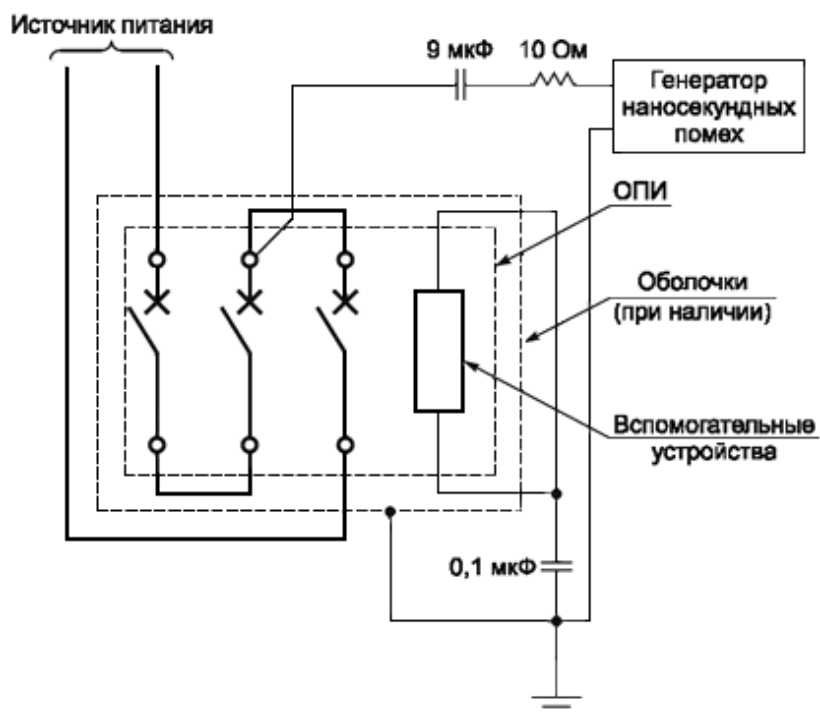 Источник питания
9 мкФ
10 Ом
Генератор
наносекундных
помех
ОПИ
Оболочки
(при наличии)
Вспомогательные
устройства
0,1 мкФ